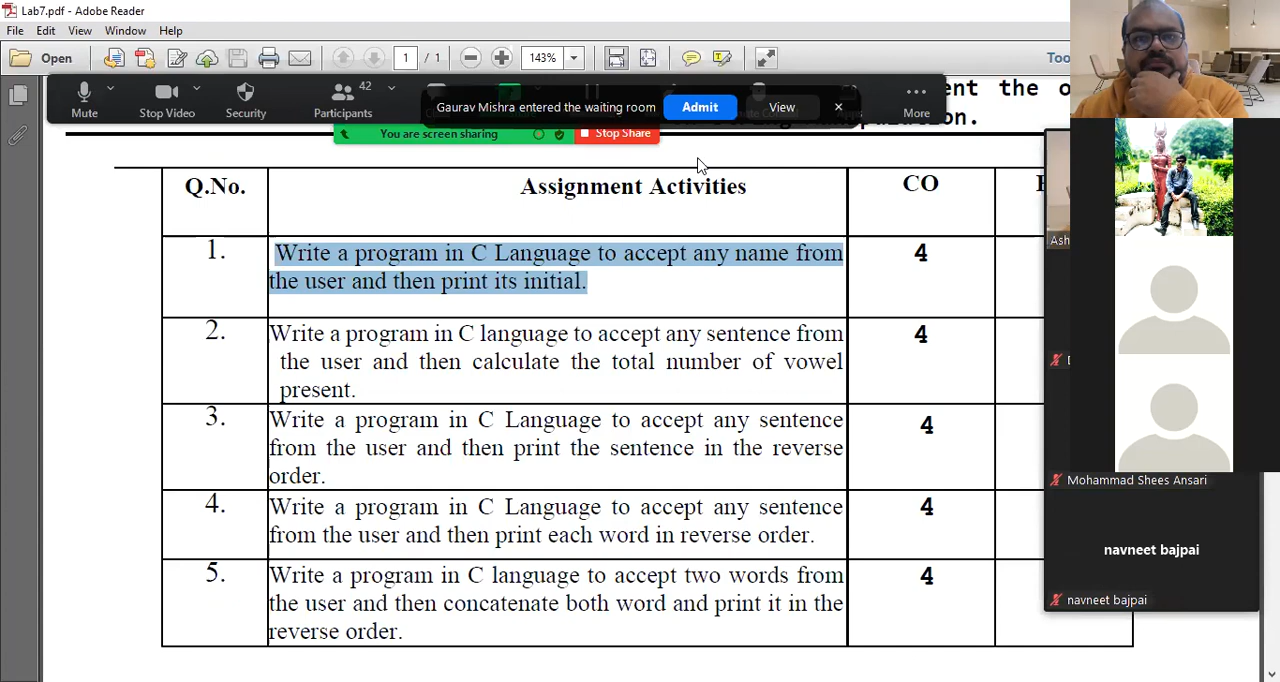 Lab7.pdf - Adobe Reader
File Edit View Window Help
Open 1 / 1 143% Too
Mute Stop Video Security Participants 42 More
Gaurav Mishra entered the waiting room Admit View
ent the o
You are screen sharing Stop Share
Q.No. Assignment Activities CO
1. Write a program in C Language to accept any name from 4
the user and then print its initial.
2. Write a program in C language to accept any sentence from 4
the user and then calculate the total number of vowel
present.
3. Write a program in C Language to accept any sentence 4
from the user and then print the sentence in the reverse
order.
4. Write a program in C Language to accept any sentence 4
from the user and then print each word in reverse order.
5. Write a program in C language to accept two words from 4
the user and then concatenate both word and print it in the
reverse order.
Ash
Mohammad Shees Ansari
navneet bajpai
navneet bajpai